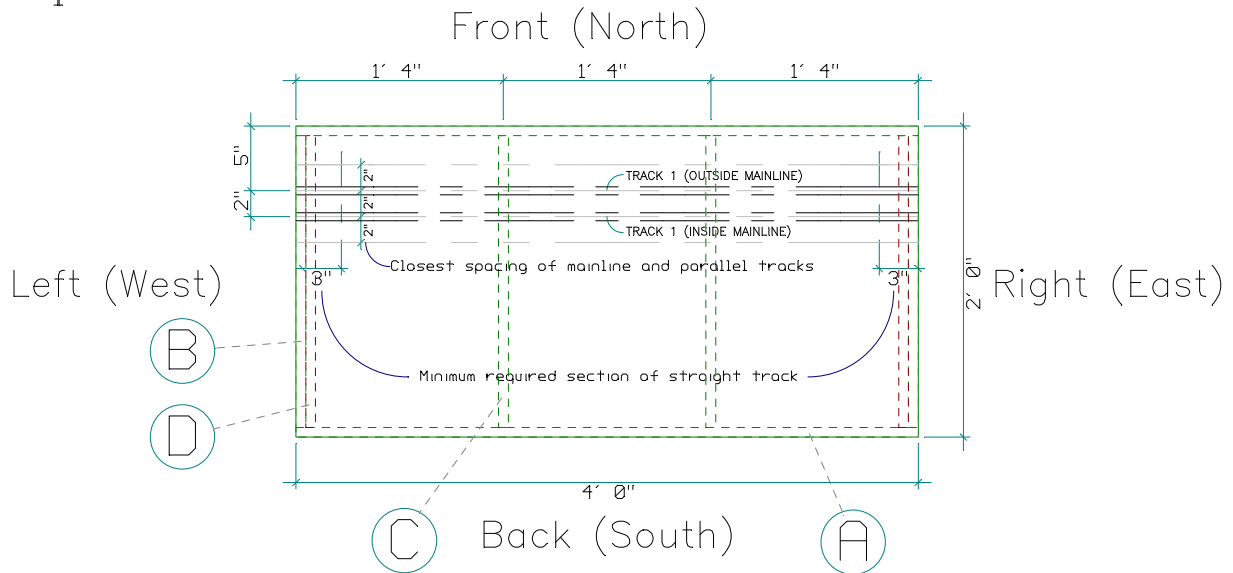 Front (North)
1' 4" 1' 4" 1' 4"
5"
2"
2"
2"
2"
TRACK 1 (OUTSIDE MAINLINE)
TRACK 1 (INSIDE MAINLINE)
Closest spacing of mainline and parallel tracks
3" 3"
Left (West)
2' 0"
Right (East)
B
Minimum required section of straight track
D
4' 0"
C
Back (South)
A